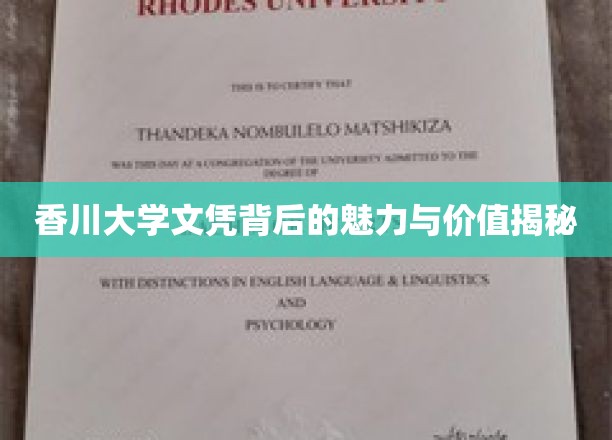 RHODES UNIVERSITY
THIS IS TO CERTIFY THAT
THANDEKA NOMBULELO MATSHIKIZA
WAS THIS DAY AT A CONGREGATION OF THE UNIVERSITY ADMITTED TO THE
DEGREE OF
香川大学文凭背后的魅力与价值揭秘
WITH DISTINCTIONS IN ENGLISH LANGUAGE & LINGUISTICS
AND
PSYCHOLOGY